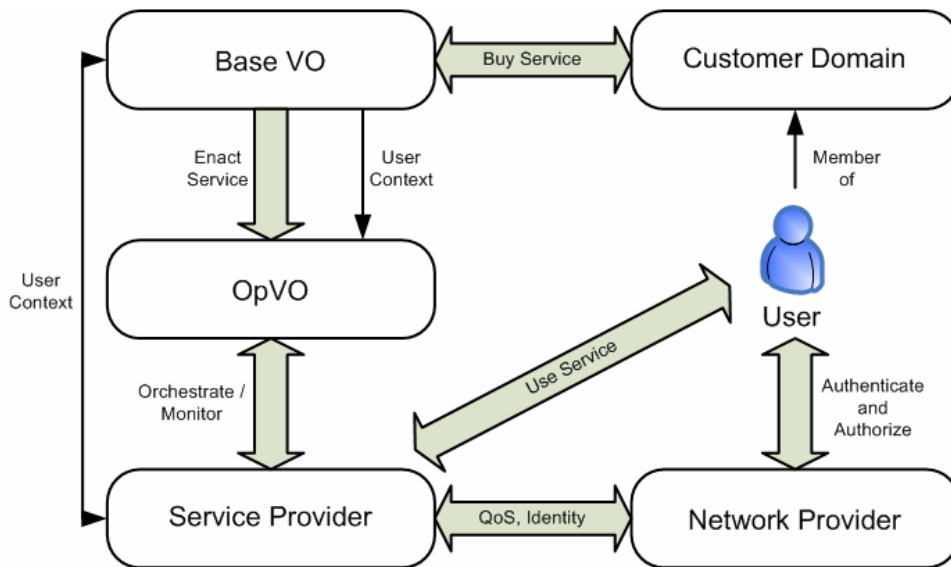 Base VO
Buy Service
Customer Domain
Enact
Service
User
Context
Member
of
User
Context
OpVO
User
Use Service
Orchestrate /
Monitor
Authenticate
and
Authorize
Service Provider
QoS, Identity
Network Provider